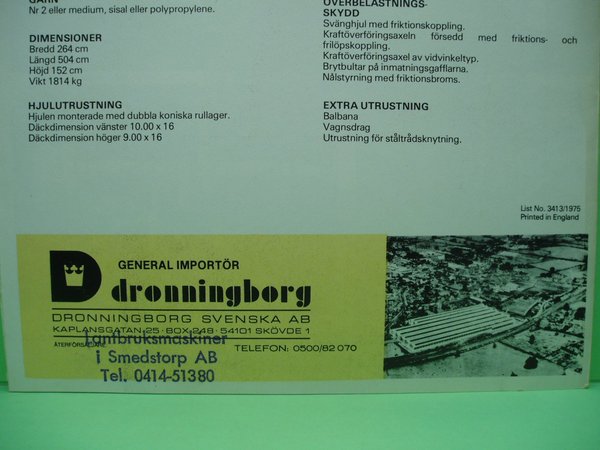 GARN
Nr 2 eller medium, sisal eller polypropylene.
DIMENSIONER
Bredd 264 cm
Längd 504 cm
Höjd 152 cm
Vikt 1814 kg
HJULUTRUSTNING
Hjulen monterade med dubbla koniska rullager.
Däckdimension vänster 10.00 x 16
Däckdimension höger 9.00 x 16
ÖVERBELASTNINGS-
SKYDD
Svänghjul med friktionskoppling.
Kraftöverföringsaxeln försedd med friktions- och
frilöpskoppling.
Kraftöverföringsaxel av vidvinkeltyp.
Brytbultar på inmatningsgafflarna.
Nålstyrning med friktionsbroms.
EXTRA UTRUSTNING
Balbana
Vagnsdrag
Utrustning för ståltrådsknytning.
List No. 3413/1975
Printed in England
D
GENERAL IMPORTÖR
dronningborg
DRONNINGBORG SVENSKA AB
KAPLANSGATAN 25 · BOX 248 · 54101 SKÖVDE 1
ÅTERFÖRSÄLJARE
TELEFON: 0500/82 070
Lantbruksmaskiner
i Smedstorp AB
Tel. 0414-51380